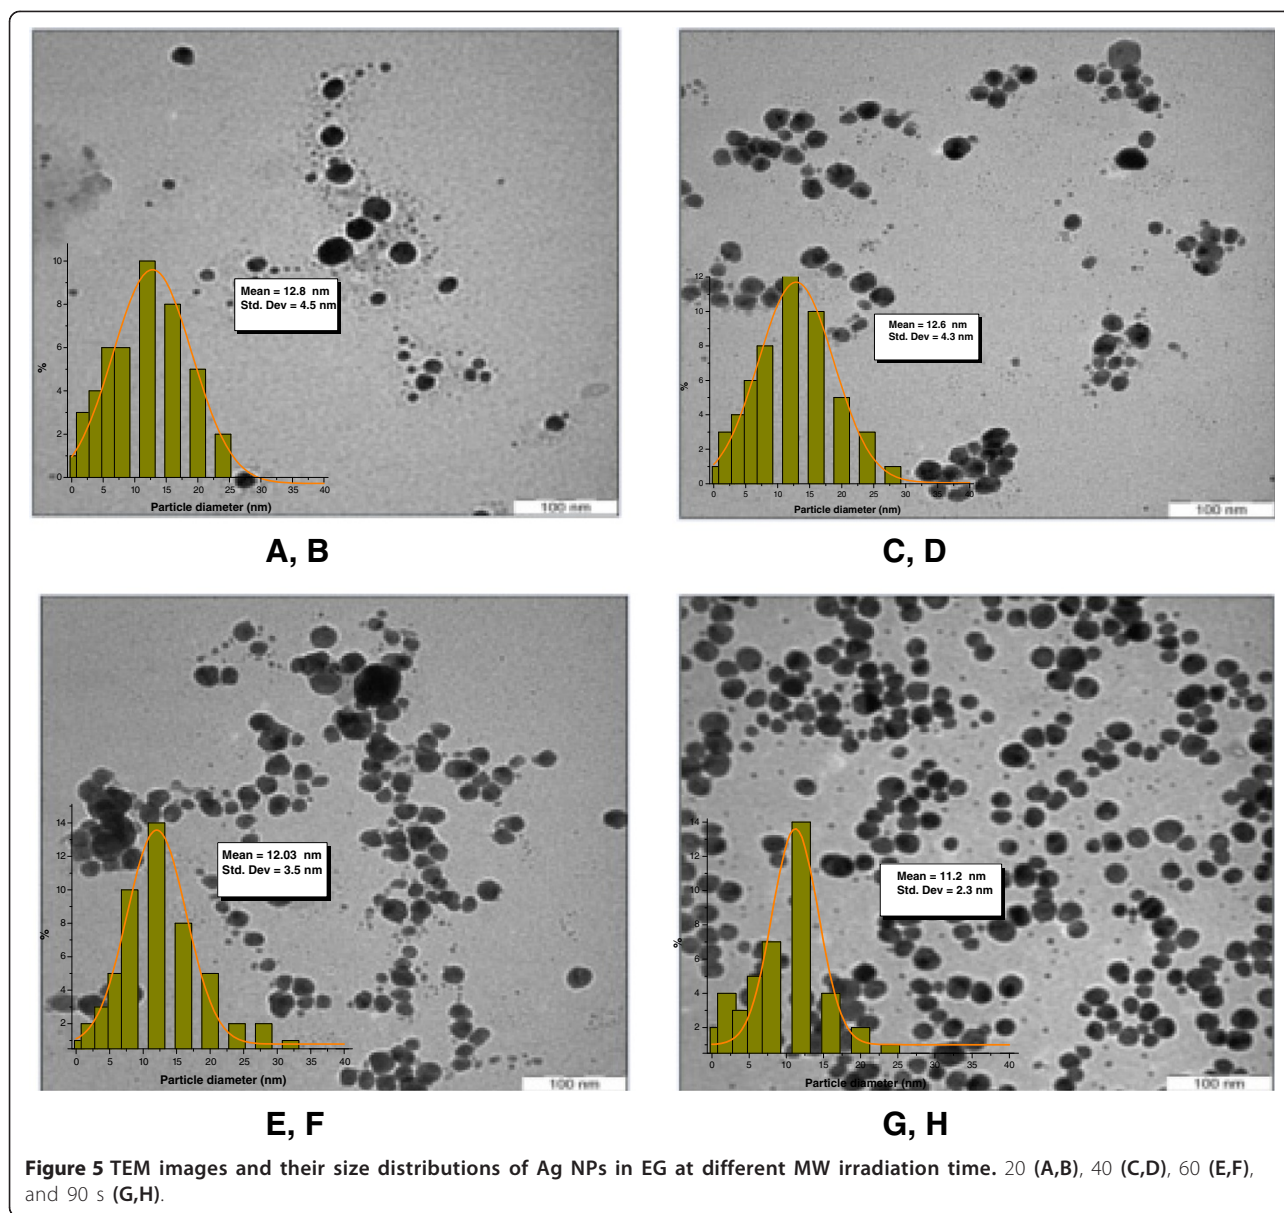 10
8
6
4
2
0
%
Mean = 12.8 nm
Std. Dev = 4.5 nm
0 5 10 15 20 25 30 35 40
Particle diameter (nm)
100 nm
A, B
12
10
8
6
4
2
0
%
Mean = 12.6 nm
Std. Dev = 4.3 nm
0 5 10 15 20 25 30 35 40
Particle diameter (nm)
100 nm
C, D
14
12
10
8
6
4
2
%
Mean = 12.03 nm
Std. Dev = 3.5 nm
0 5 10 15 20 25 30 35 40
Particle diameter (nm)
100 nm
E, F
14
12
10
8
6
4
2
%
Mean = 11.2 nm
Std. Dev = 2.3 nm
0 5 10 15 20 25 30 35 40
Particle diameter (nm)
100 nm
G, H
Figure 5 TEM images and their size distributions of Ag NPs in EG at different MW irradiation time. 20 (A,B), 40 (C,D), 60 (E,F),
and 90 s (G,H).